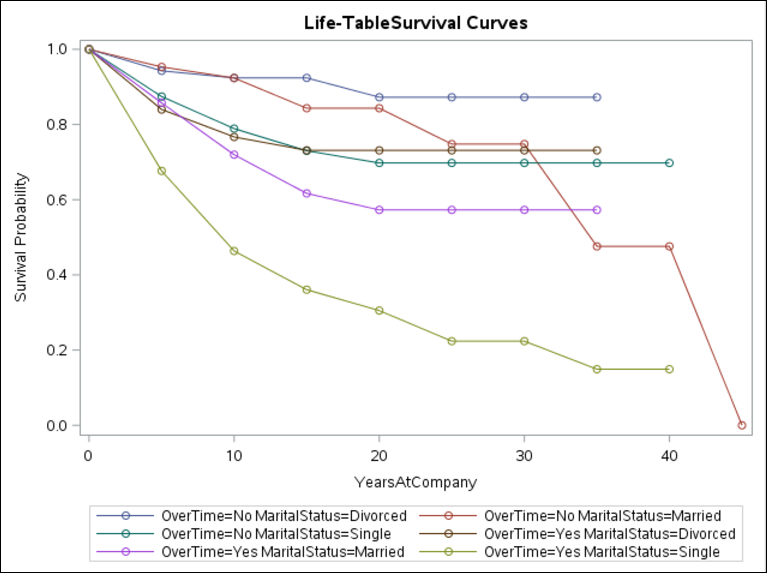 Life-TableSurvival Curves
1.0
0.8
0.6
0.4
0.2
0.0
Survival Probability
0 10 20 30 40
YearsAtCompany
OverTime=No MaritalStatus=Divorced OverTime=No MaritalStatus=Married
OverTime=No MaritalStatus=Single OverTime=Yes MaritalStatus=Divorced
OverTime=Yes MaritalStatus=Married OverTime=Yes MaritalStatus=Single